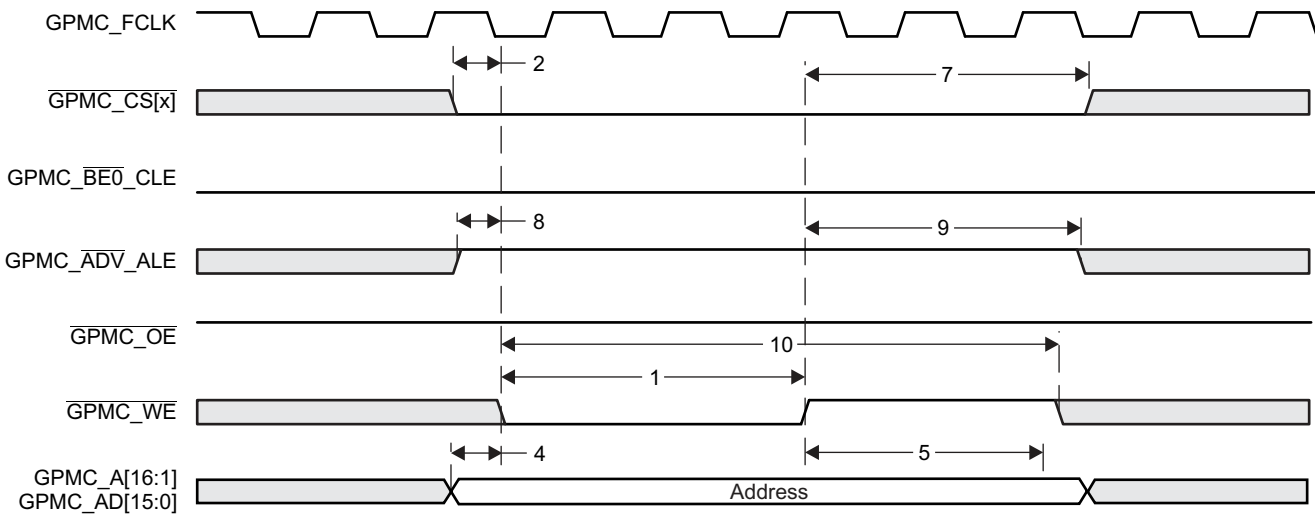 GPMC_FCLK
2
7
GPMC_CS[x]
GPMC_BE0_CLE
8
9
GPMC_ADV_ALE
GPMC_OE
10
1
GPMC_WE
4
5
GPMC_A[16:1]
GPMC_AD[15:0]
Address